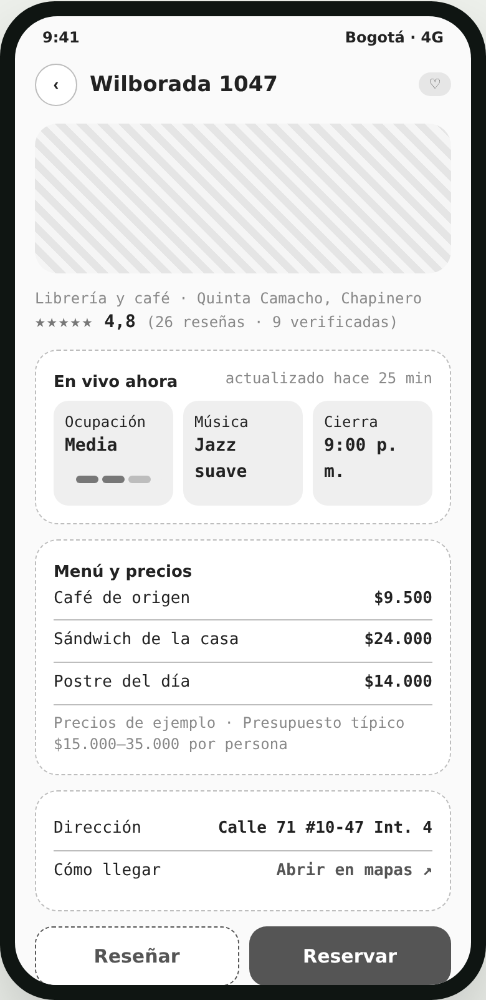 9:41 Bogotá · 4G
‹ Wilborada 1047 ♡
Librería y café · Quinta Camacho, Chapinero
★★★★★ 4,8 (26 reseñas · 9 verificadas)
En vivo ahora actualizado hace 25 min
Ocupación Música Cierra
Media Jazz 9:00 p.
suave m.
Menú y precios
Café de origen $9.500
Sándwich de la casa $24.000
Postre del día $14.000
Precios de ejemplo · Presupuesto típico
$15.000–35.000 por persona
Dirección Calle 71 #10-47 Int. 4
Cómo llegar Abrir en mapas ↗
Reseñar Reservar